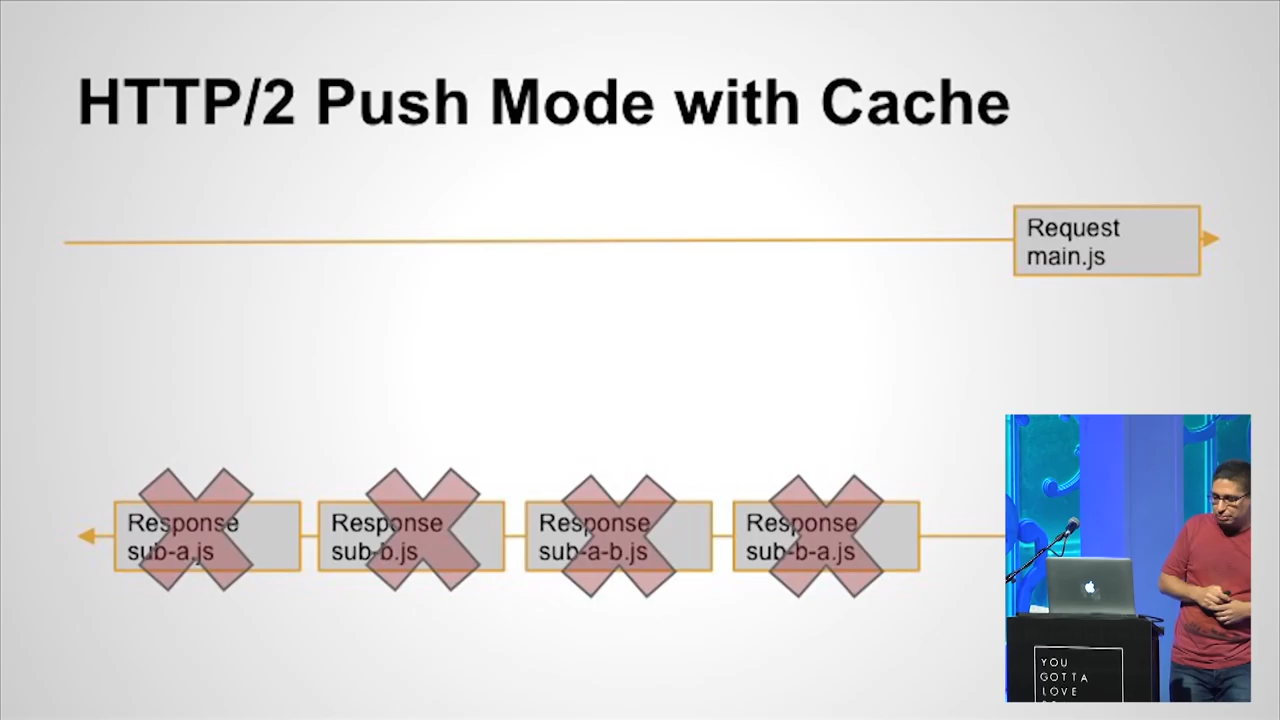 HTTP/2 Push Mode with Cache
Request
main.js
Response
sub-a.js
Response
sub-b.js
Response
sub-a-b.js
Response
sub-b-a.js
YOU
GOTTA
LOVE